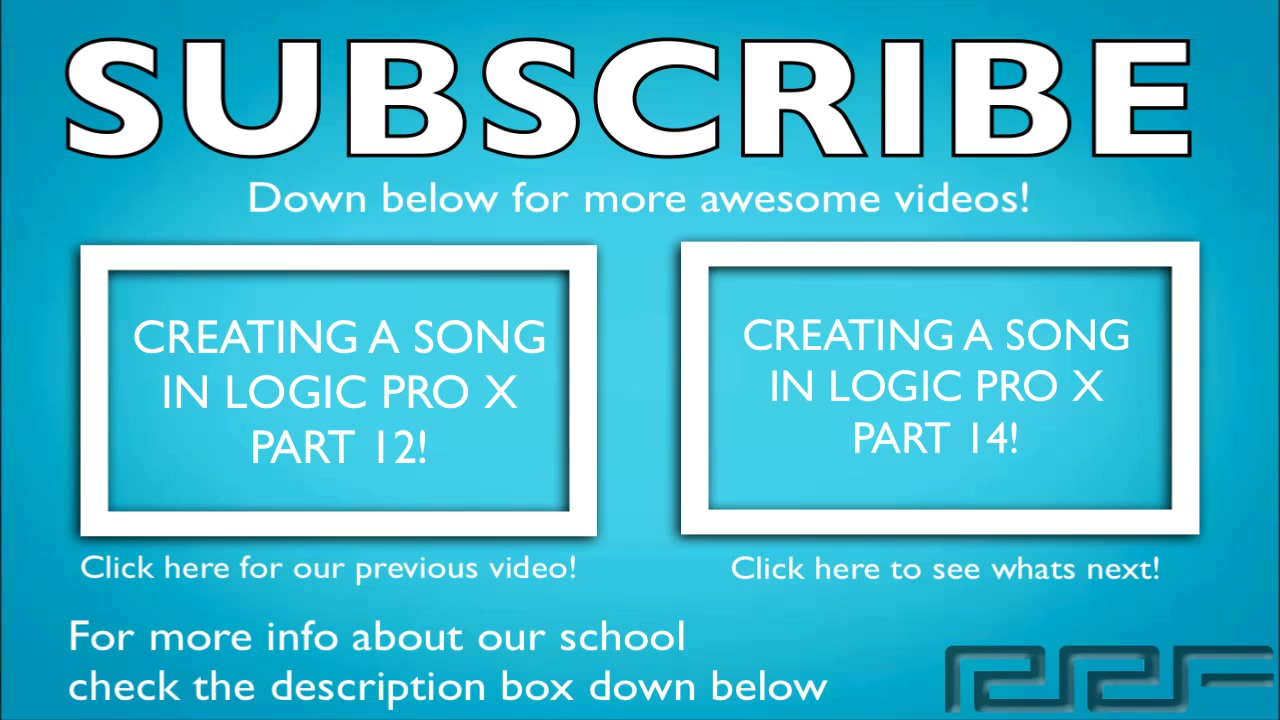 SUBSCRIBE
Down below for more awesome videos!
CREATING A SONG
IN LOGIC PRO X
PART 12!
Click here for our previous video!
CREATING A SONG
IN LOGIC PRO X
PART 14!
Click here to see whats next!
For more info about our school
check the description box down below